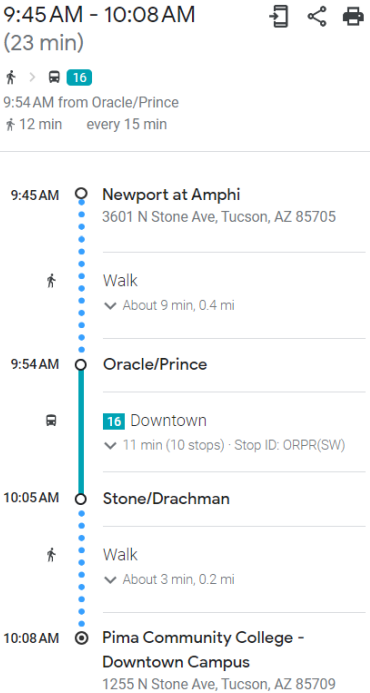 9:45 AM - 10:08 AM
(23 min)
16
9:54 AM from Oracle/Prince
12 min every 15 min
9:45 AM Newport at Amphi
3601 N Stone Ave, Tucson, AZ 85705
Walk
About 9 min, 0.4 mi
9:54 AM Oracle/Prince
16 Downtown
11 min (10 stops) · Stop ID: ORPR(SW)
10:05 AM Stone/Drachman
Walk
About 3 min, 0.2 mi
10:08 AM Pima Community College -
Downtown Campus
1255 N Stone Ave, Tucson, AZ 85709